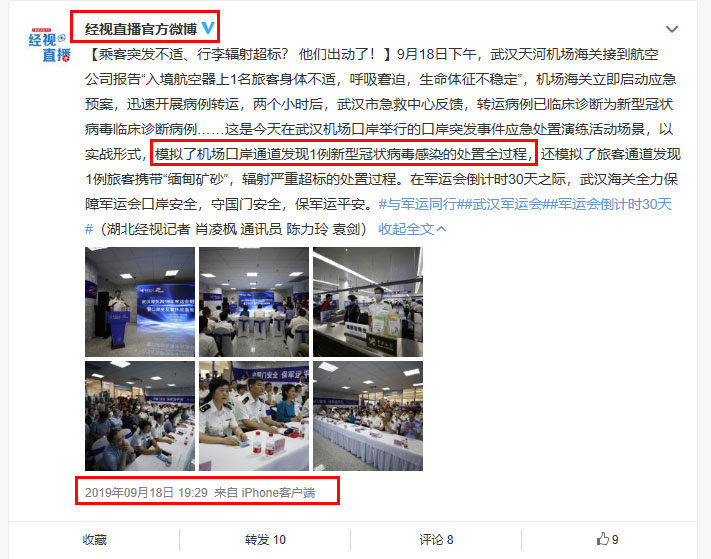 经视直播官方微博
经视
直播
【乘客突发不适、行李辐射超标？ 他们出动了！】9月18日下午，武汉天河机场海关接到航空
公司报告“入境航空器上1名旅客身体不适，呼吸窘迫，生命体征不稳定”，机场海关立即启动应急
预案，迅速开展病例转运，两个小时后，武汉市急救中心反馈，转运病例已临床诊断为新型冠状
病毒临床诊断病例……这是今天在武汉机场口岸举行的口岸突发事件应急处置演练活动场景，以
实战形式，模拟了机场口岸通道发现1例新型冠状病毒感染的处置全过程，还模拟了旅客通道发现
1例旅客携带“缅甸矿砂”，辐射严重超标的处置过程。在军运会倒计时30天之际，武汉海关全力保
障军运会口岸安全，守国门安全，保军运平安。#与军运同行##武汉军运会##军运会倒计时30天
#（湖北经视记者 肖凌枫 通讯员 陈力玲 袁剑） 收起全文
国门安全 保军运平
2019年09月18日 19:29 来自 iPhone客户端
收藏
转发 10
评论 8
9